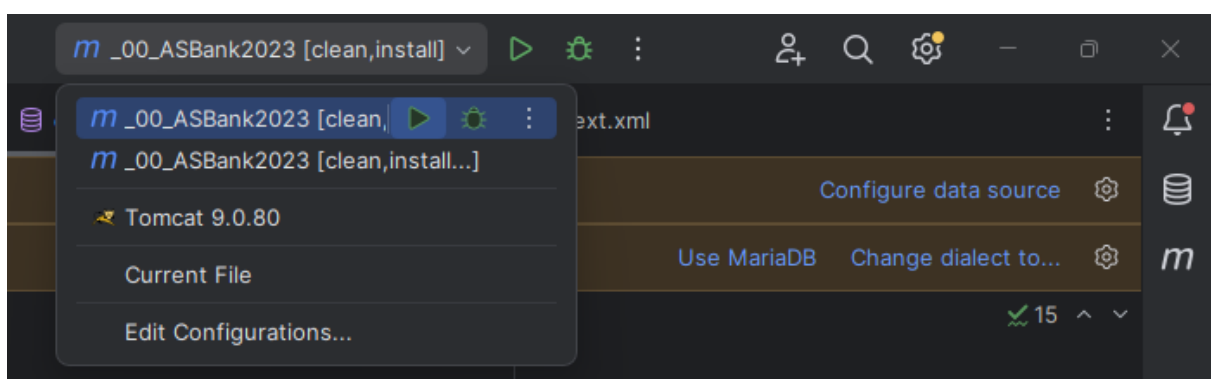 m _00_ASBank2023 [clean,install]
m _00_ASBank2023 [clean,
ext.xml
m _00_ASBank2023 [clean,install...]
Configure data source
Tomcat 9.0.80
Use MariaDB Change dialect to...
m
Current File
15
Edit Configurations...